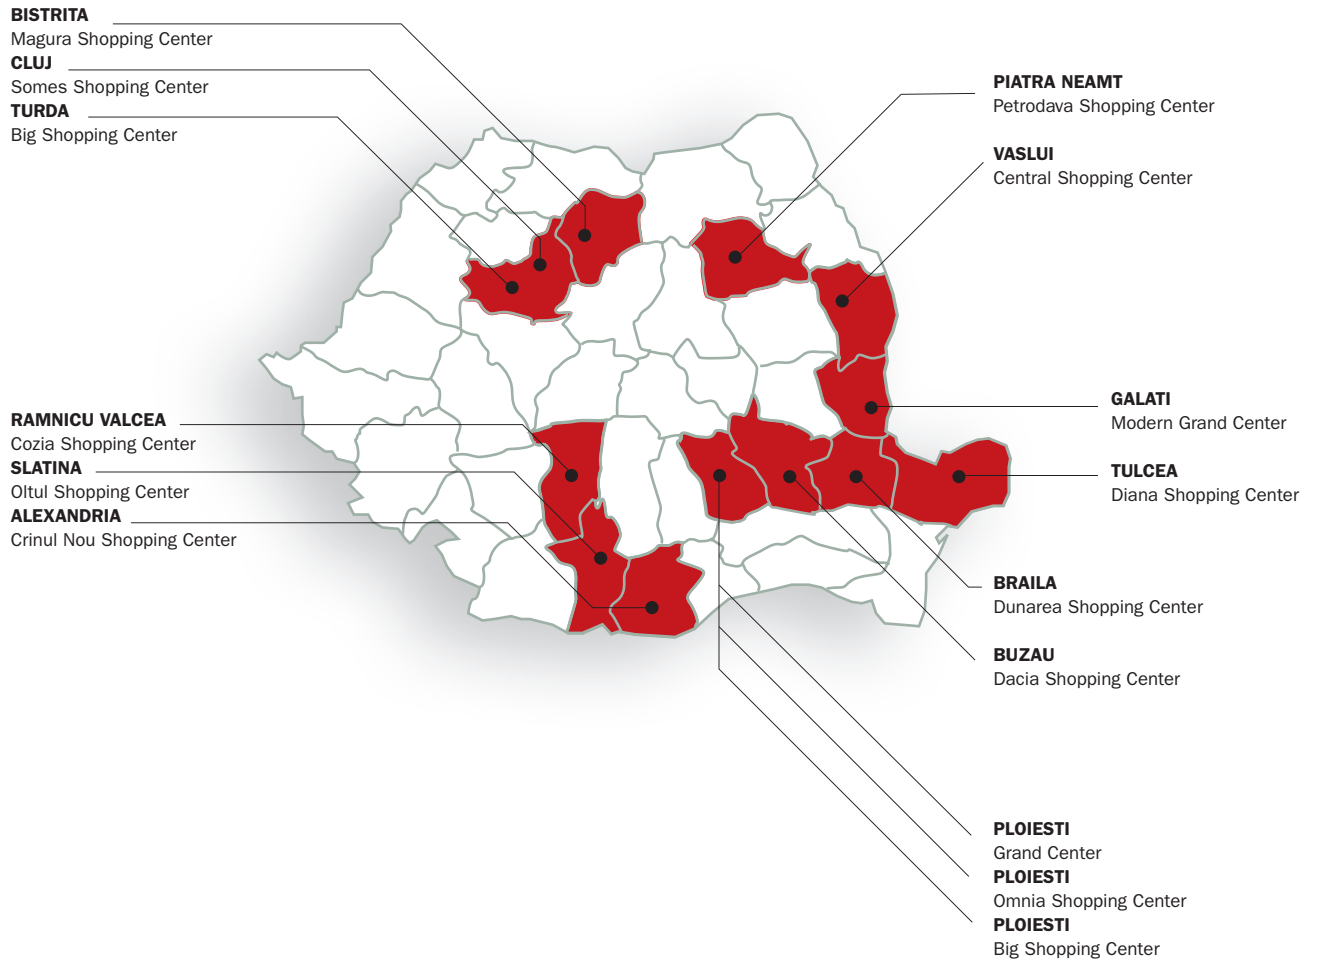 BISTRITA
Magura Shopping Center
CLUJ
Somes Shopping Center
TURDA
Big Shopping Center
PIATRA NEAMT
Petrodava Shopping Center
VASLUI
Central Shopping Center
RAMNICU VALCEA
Cozia Shopping Center
SLATINA
Oltul Shopping Center
ALEXANDRIA
Crinul Nou Shopping Center
GALATI
Modern Grand Center
TULCEA
Diana Shopping Center
BRAILA
Dunarea Shopping Center
BUZAU
Dacia Shopping Center
PLOIESTI
Grand Center
PLOIESTI
Omnia Shopping Center
PLOIESTI
Big Shopping Center